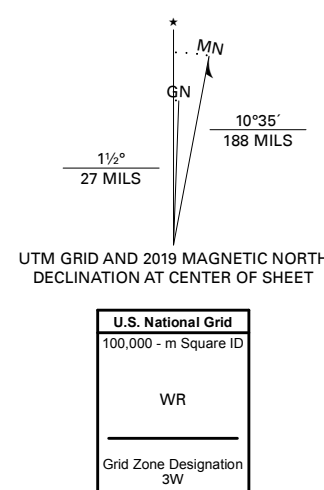 ★
MN
GN
10°35´
188 MILS
1½°
27 MILS
UTM GRID AND 2019 MAGNETIC NORTH
DECLINATION AT CENTER OF SHEET
U.S. National Grid
100,000 - m Square ID
WR
Grid Zone Designation
3W